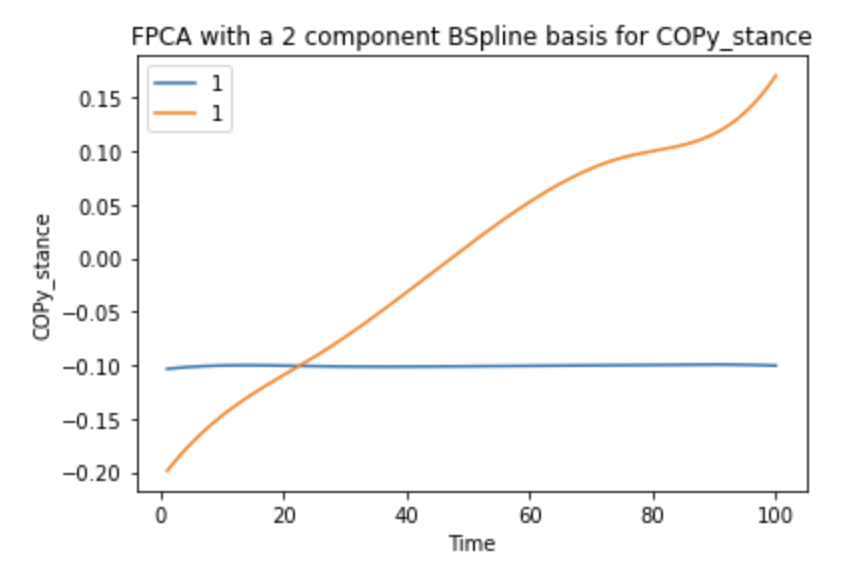 FPCA with a 2 component BSpline basis for COPy_stance
1
1
0.15
0.10
0.05
0.00
−0.05
−0.10
−0.15
−0.20
COPy_stance
0 20 40 60 80 100
Time